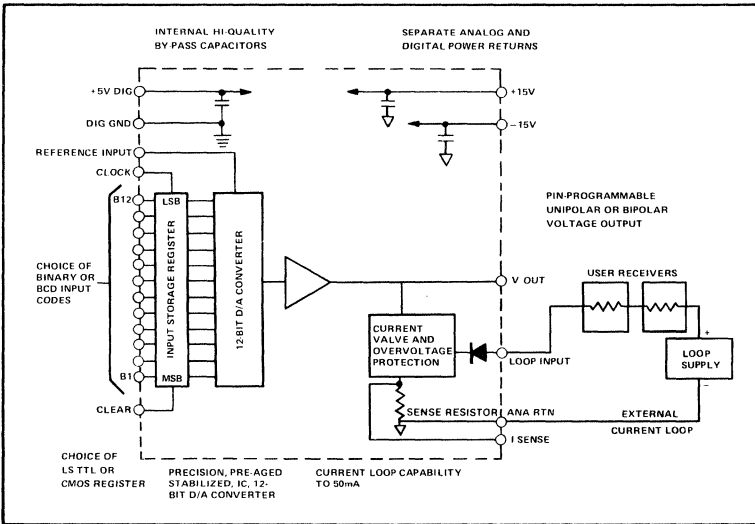 INTERNAL HI-QUALITY
BY-PASS CAPACITORS
SEPARATE ANALOG AND
DIGITAL POWER RETURNS
+5V DIG
+15V
DIG GND
-15V
REFERENCE INPUT
CLOCK
B12
LSB
PIN-PROGRAMMABLE
UNIPOLAR OR BIPOLAR
VOLTAGE OUTPUT
CHOICE OF
BINARY OR
BCD INPUT
CODES
INPUT STORAGE REGISTER
12-BIT D/A CONVERTER
V OUT
USER RECEIVERS
CURRENT
VALVE AND
OVERVOLTAGE
PROTECTION
LOOP INPUT
+
LOOP
SUPPLY
–
B1
MSB
SENSE RESISTOR
ANA RTN
EXTERNAL
CURRENT LOOP
CLEAR
I SENSE
CHOICE OF
LS TTL OR
CMOS REGISTER
PRECISION, PRE-AGED
STABILIZED, IC, 12-
BIT D/A CONVERTER
CURRENT LOOP CAPABILITY
TO 50mA